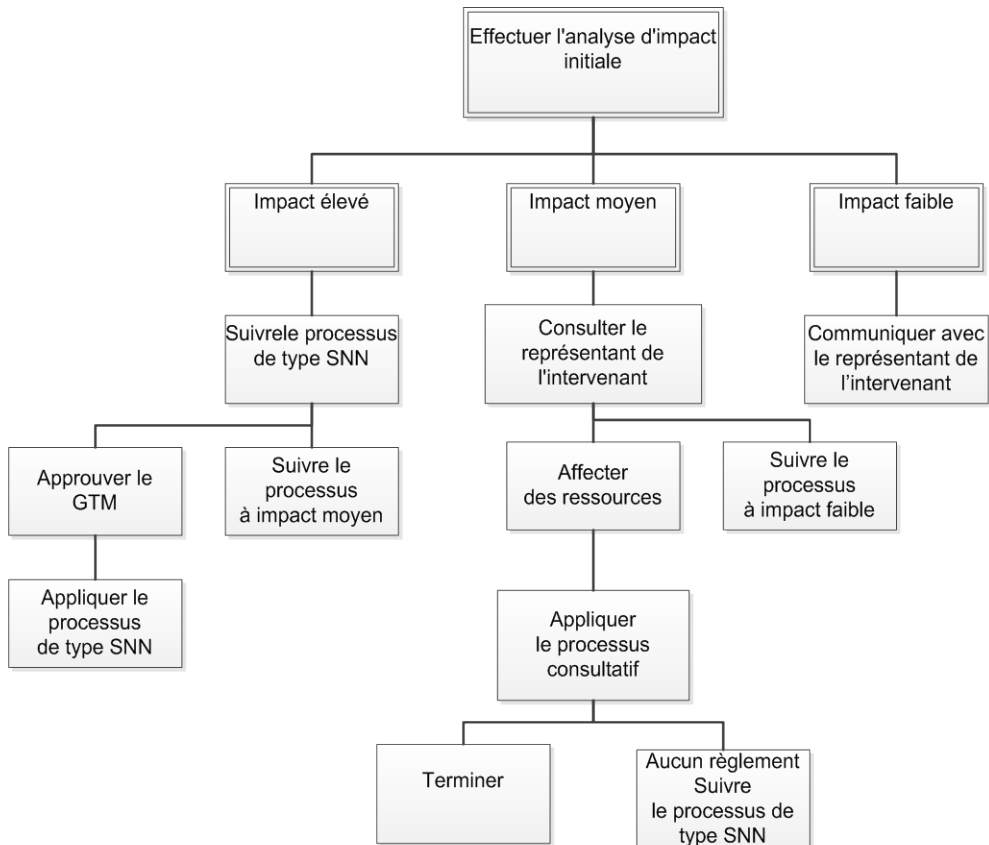 Effectuer l'analyse d'impact
initiale
Impact élevé
Impact moyen
Impact faible
Suivrele processus
de type SNN
Consulter le
représentant de
l'intervenant
Communiquer avec
le représentant de
l’intervenant
Approuver le
GTM
Suivre le
processus
à impact moyen
Affecter
des ressources
Suivre le
processus
à impact faible
Appliquer le
processus
de type SNN
Appliquer
le processus
consultatif
Terminer
Aucun règlement
Suivre
le processus de
type SNN